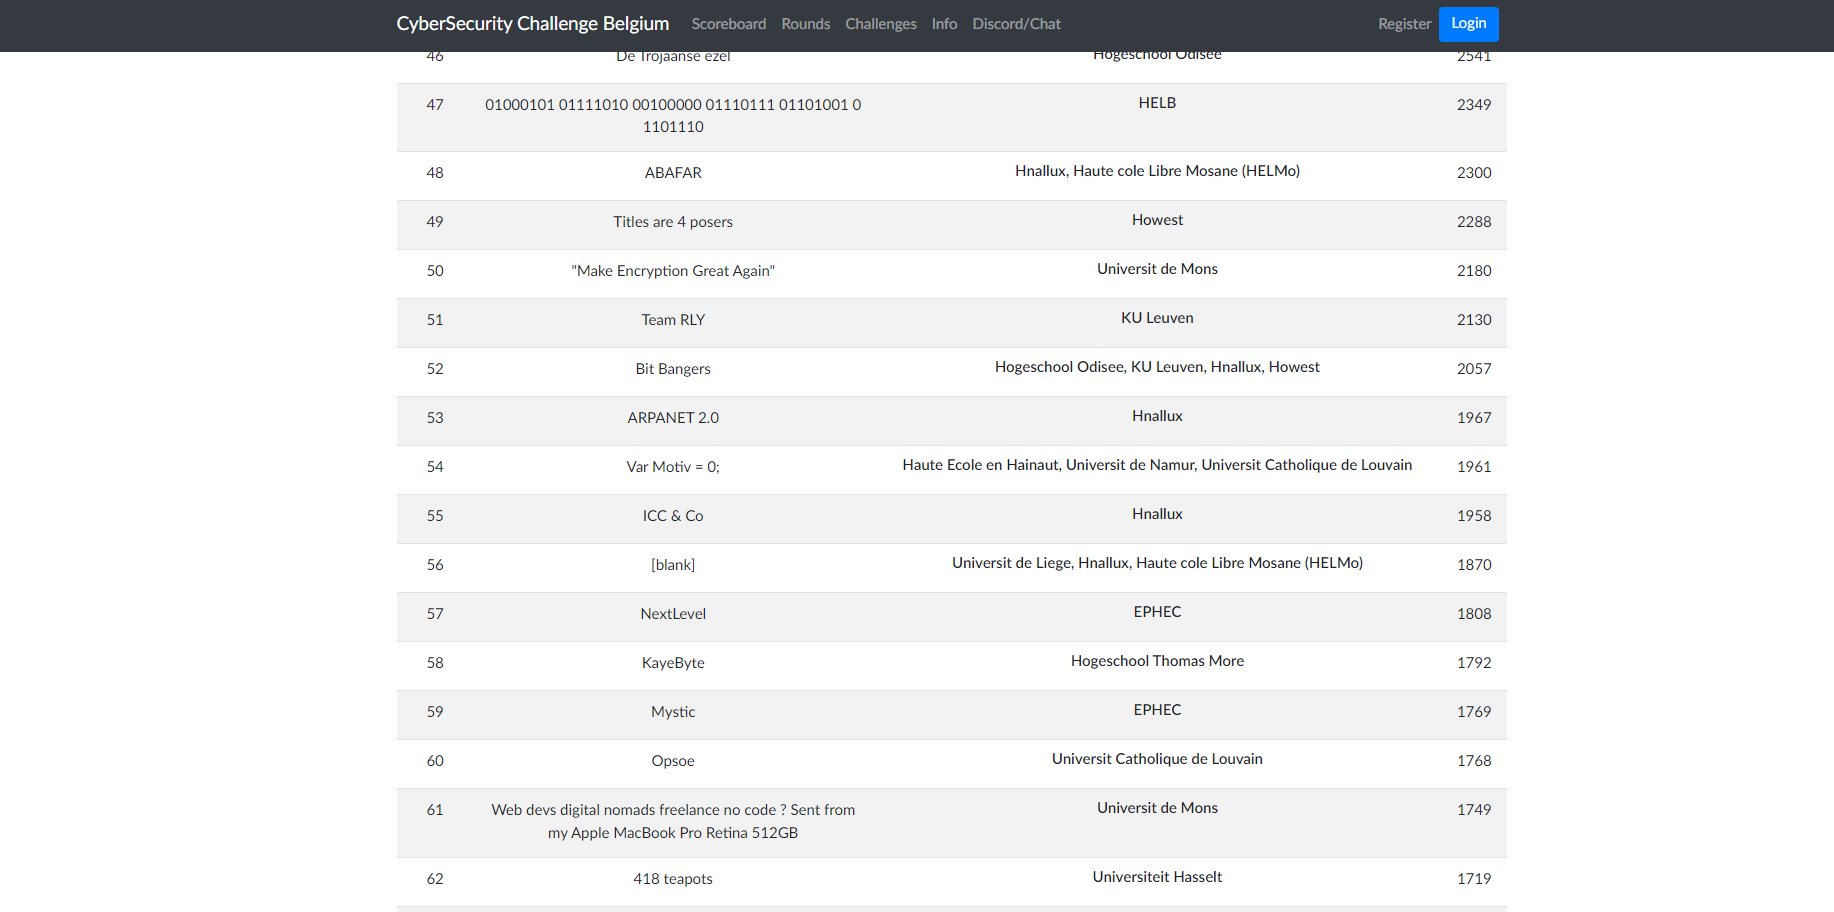 CyberSecurity Challenge Belgium Scoreboard Rounds Challenges Info Discord/Chat Register Login
46 De Trojaanse ezel Hogeschool Odisee 2541
47 01000101 01111010 00100000 01110111 01101001 0 HELB 2349
1101110
48 ABAFAR Hnallux, Haute cole Libre Mosane (HELMo) 2300
49 Titles are 4 posers Howest 2288
50 "Make Encryption Great Again" Universit de Mons 2180
51 Team RLY KU Leuven 2130
52 Bit Bangers Hogeschool Odisee, KU Leuven, Hnallux, Howest 2057
53 ARPANET 2.0 Hnallux 1967
54 Var Motiv = 0; Haute Ecole en Hainaut, Universit de Namur, Universit Catholique de Louvain 1961
55 ICC & Co Hnallux 1958
56 [blank] Universit de Liege, Hnallux, Haute cole Libre Mosane (HELMo) 1870
57 NextLevel EPHEC 1808
58 KayeByte Hogeschool Thomas More 1792
59 Mystic EPHEC 1769
60 Opsoe Universit Catholique de Louvain 1768
61 Web devs digital nomads freelance no code ? Sent from Universit de Mons 1749
my Apple MacBook Pro Retina 512GB
62 418 teapots Universiteit Hasselt 1719